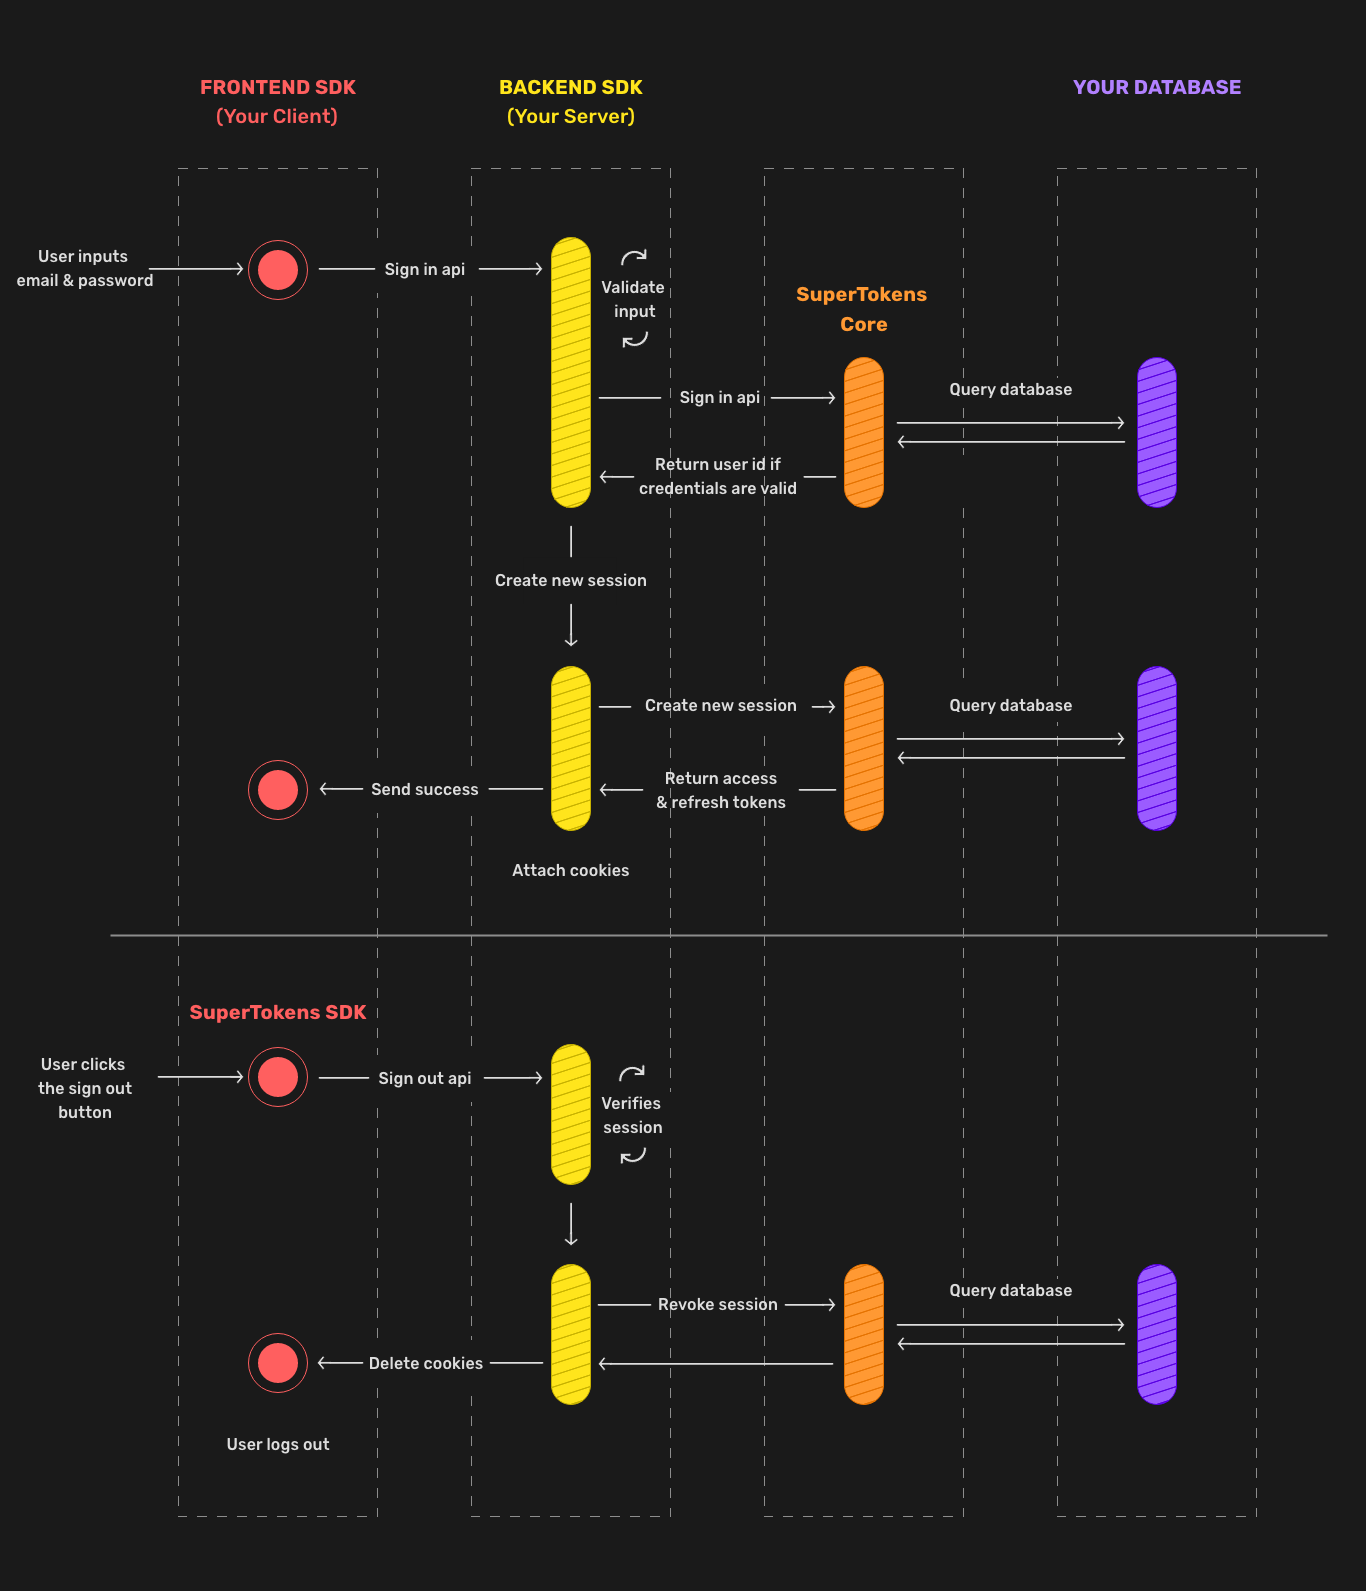 FRONTEND SDK
(Your Client)
BACKEND SDK
(Your Server)
YOUR DATABASE
User inputs
email & password
Sign in api
Validate
input
SuperTokens
Core
Sign in api
Query database
Return user id if
credentials are valid
Create new session
Create new session
Query database
Send success
Return access
& refresh tokens
Attach cookies
SuperTokens SDK
User clicks
the sign out
button
Sign out api
Verifies
session
Revoke session
Query database
Delete cookies
User logs out